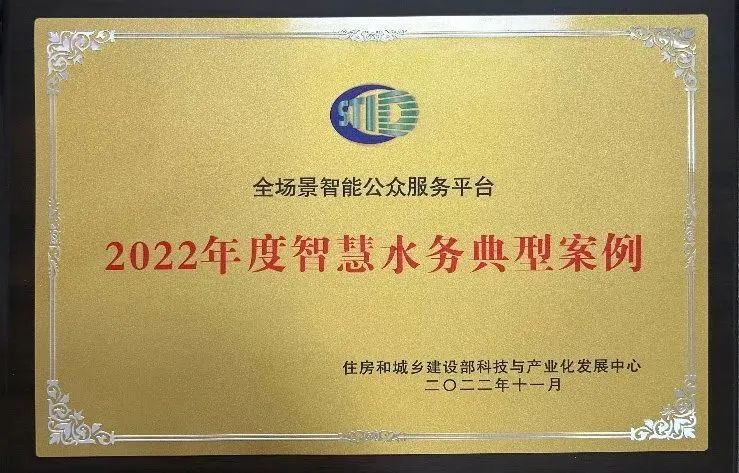 STID
全场景智能公众服务平台
2022年度智慧水务典型案例
住房和城乡建设部科技与产业化发展中心
二〇二二年十一月